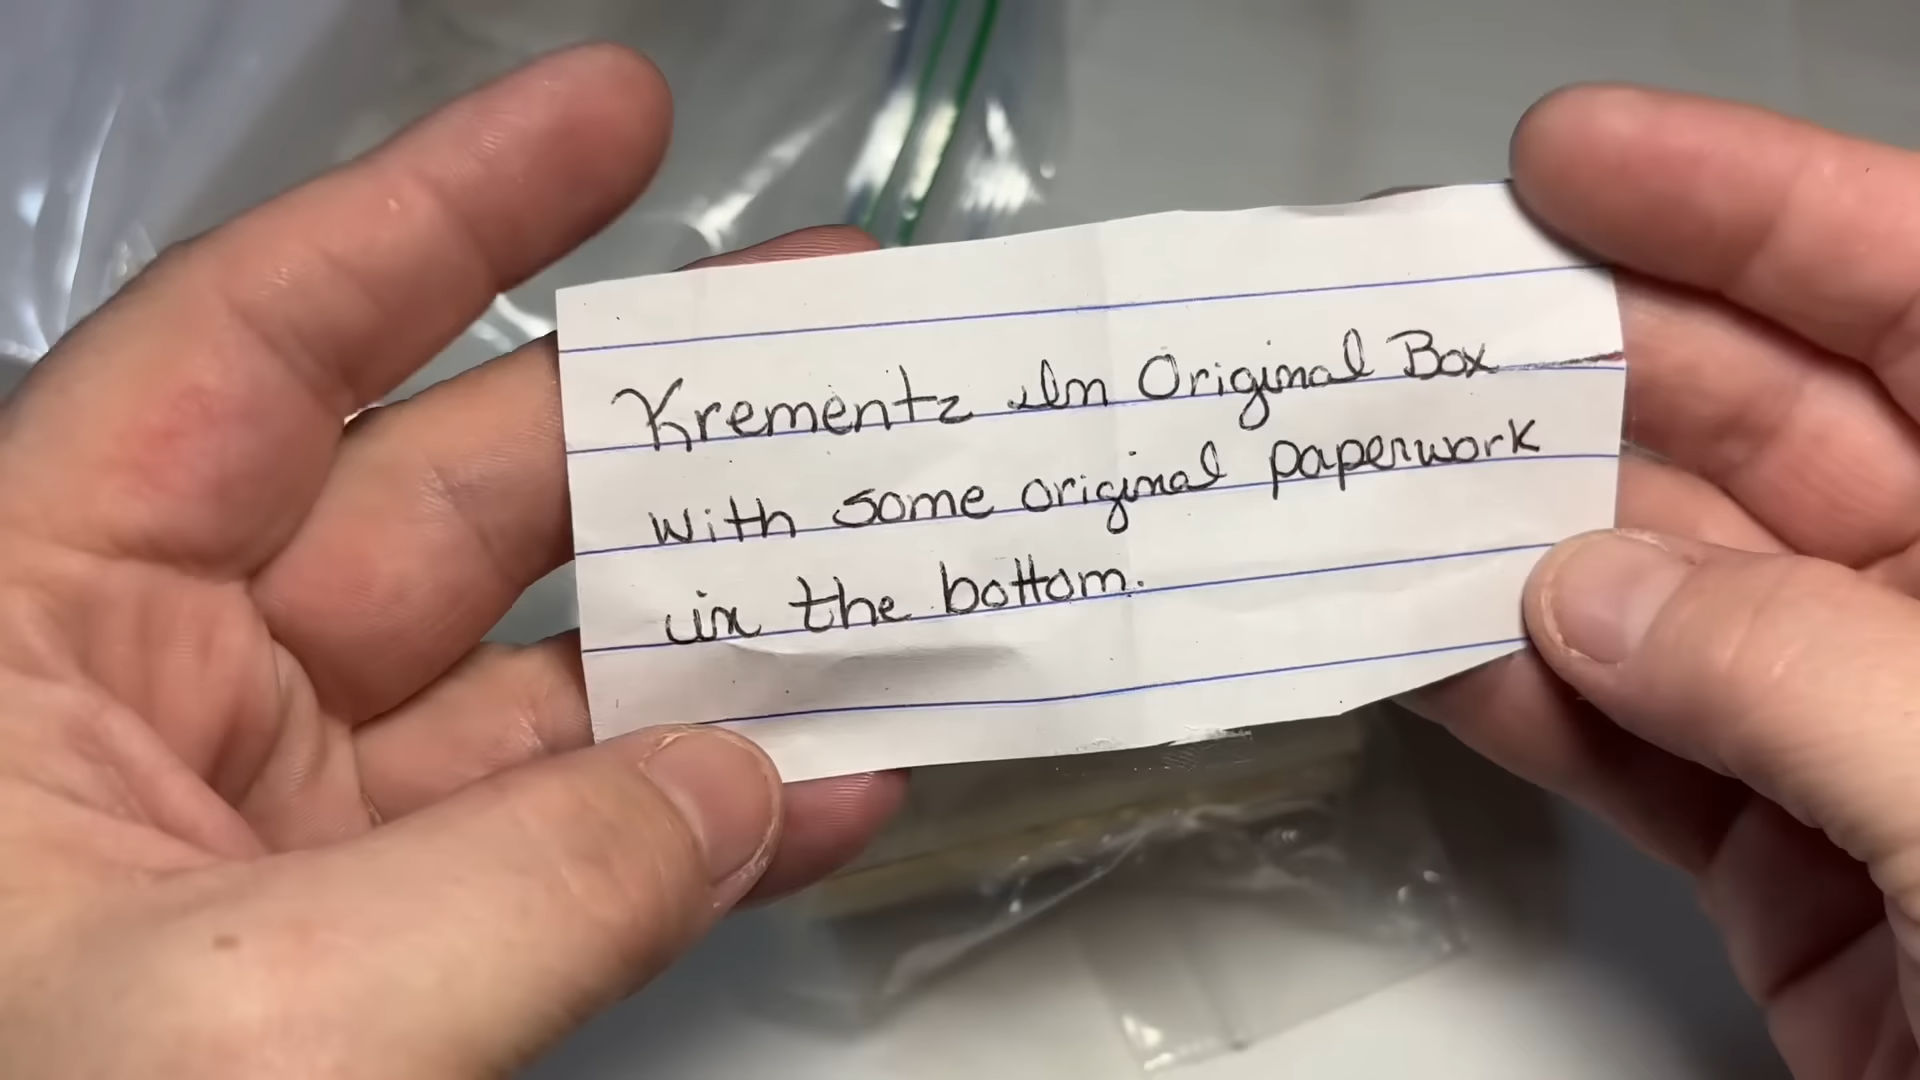 Krementz In Original Box
With some original paperwork
in the bottom.